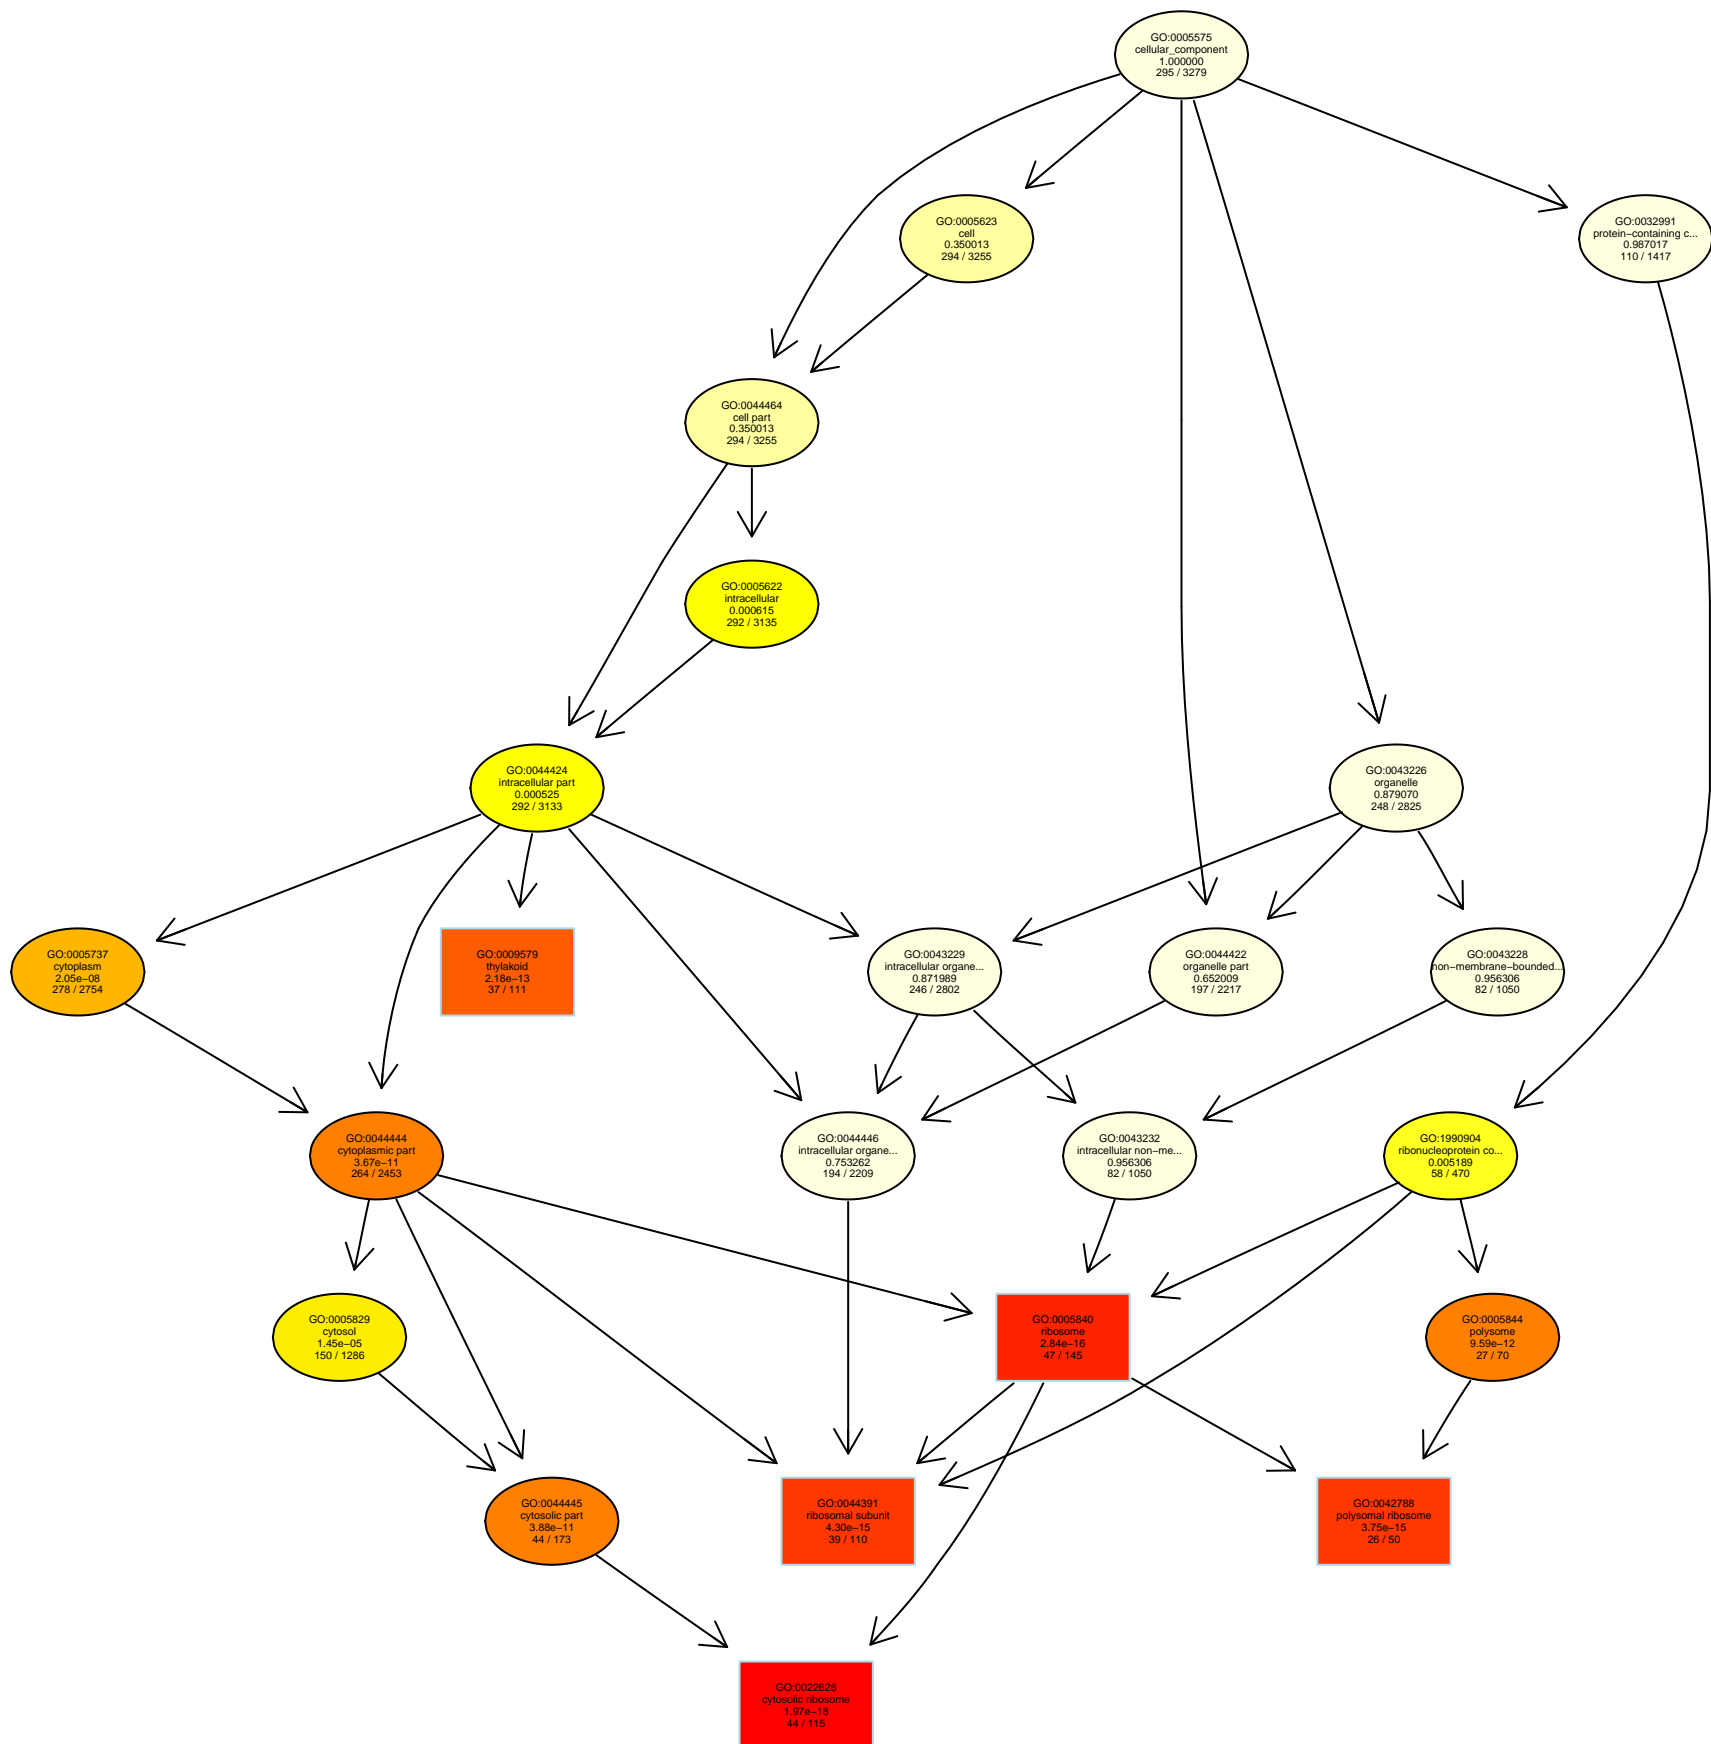 GO:0005575
cellular_component
1.000000
295 / 3279
GO:0005623
cell
0.350013
294 / 3255
GO:0032991
protein−containing c...
0.987017
110 / 1417
GO:0044464
cell part
0.350013
294 / 3255
GO:0005622
intracellular
0.000615
292 / 3135
GO:0044424
intracellular part
0.000525
292 / 3133
GO:0043226
organelle
0.879070
248 / 2825
GO:0005737
cytoplasm
2.05e−08
278 / 2754
GO:0009579
thylakoid
2.18e−13
37 / 111
GO:0043229
intracellular organe...
0.871989
246 / 2802
GO:0044422
organelle part
0.652009
197 / 2217
GO:0043228
non−membrane−bounded...
0.956306
82 / 1050
GO:0044444
cytoplasmic part
3.67e−11
264 / 2453
GO:0044446
intracellular organe...
0.753262
194 / 2209
GO:0043232
intracellular non−me...
0.956306
82 / 1050
GO:1990904
ribonucleoprotein co...
0.005189
58 / 470
GO:0005829
cytosol
1.45e−05
150 / 1286
GO:0005840
ribosome
2.84e−16
47 / 145
GO:0005844
polysome
9.59e−12
27 / 70
GO:0044445
cytosolic part
3.88e−11
44 / 173
GO:0044391
ribosomal subunit
4.30e−15
39 / 110
GO:0042788
polysomal ribosome
3.75e−15
26 / 50
GO:0022626
cytosolic ribosome
1.97e−18
44 / 115